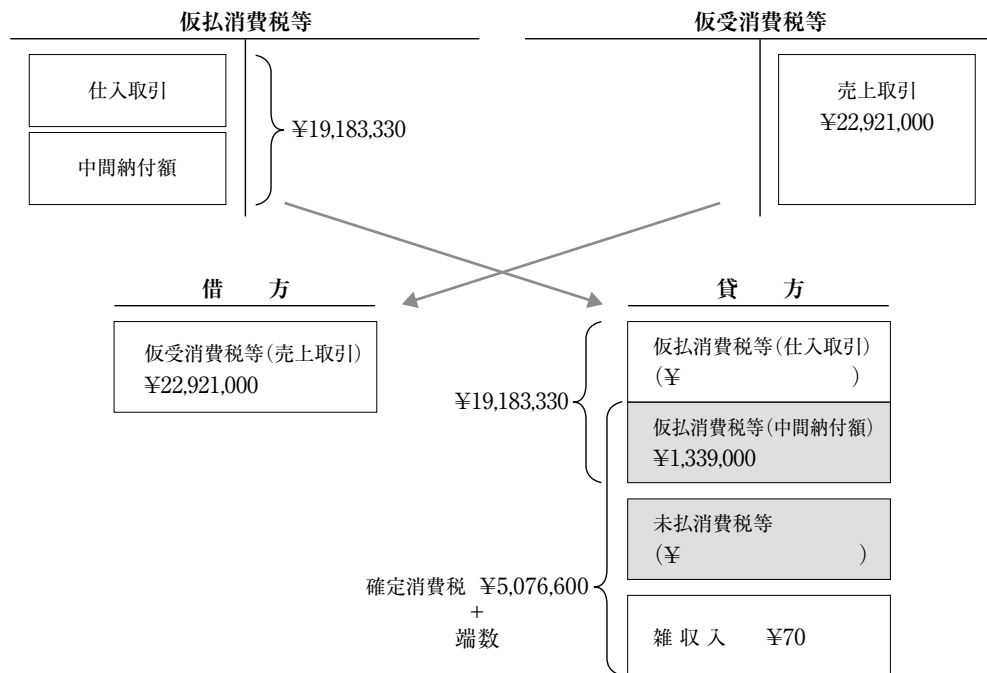 仮払消費税等
仮受消費税等
仕入取引
中間納付額
¥19,183,330
売上取引
¥22,921,000
借　方
貸　方
仮受消費税等(売上取引)
¥22,921,000
¥19,183,330
仮払消費税等(仕入取引)
(¥　　　　　)
仮払消費税等(中間納付額)
¥1,339,000
未払消費税等
(¥　　　　　)
確定消費税 ¥5,076,600
+
端数
雑収入　¥70